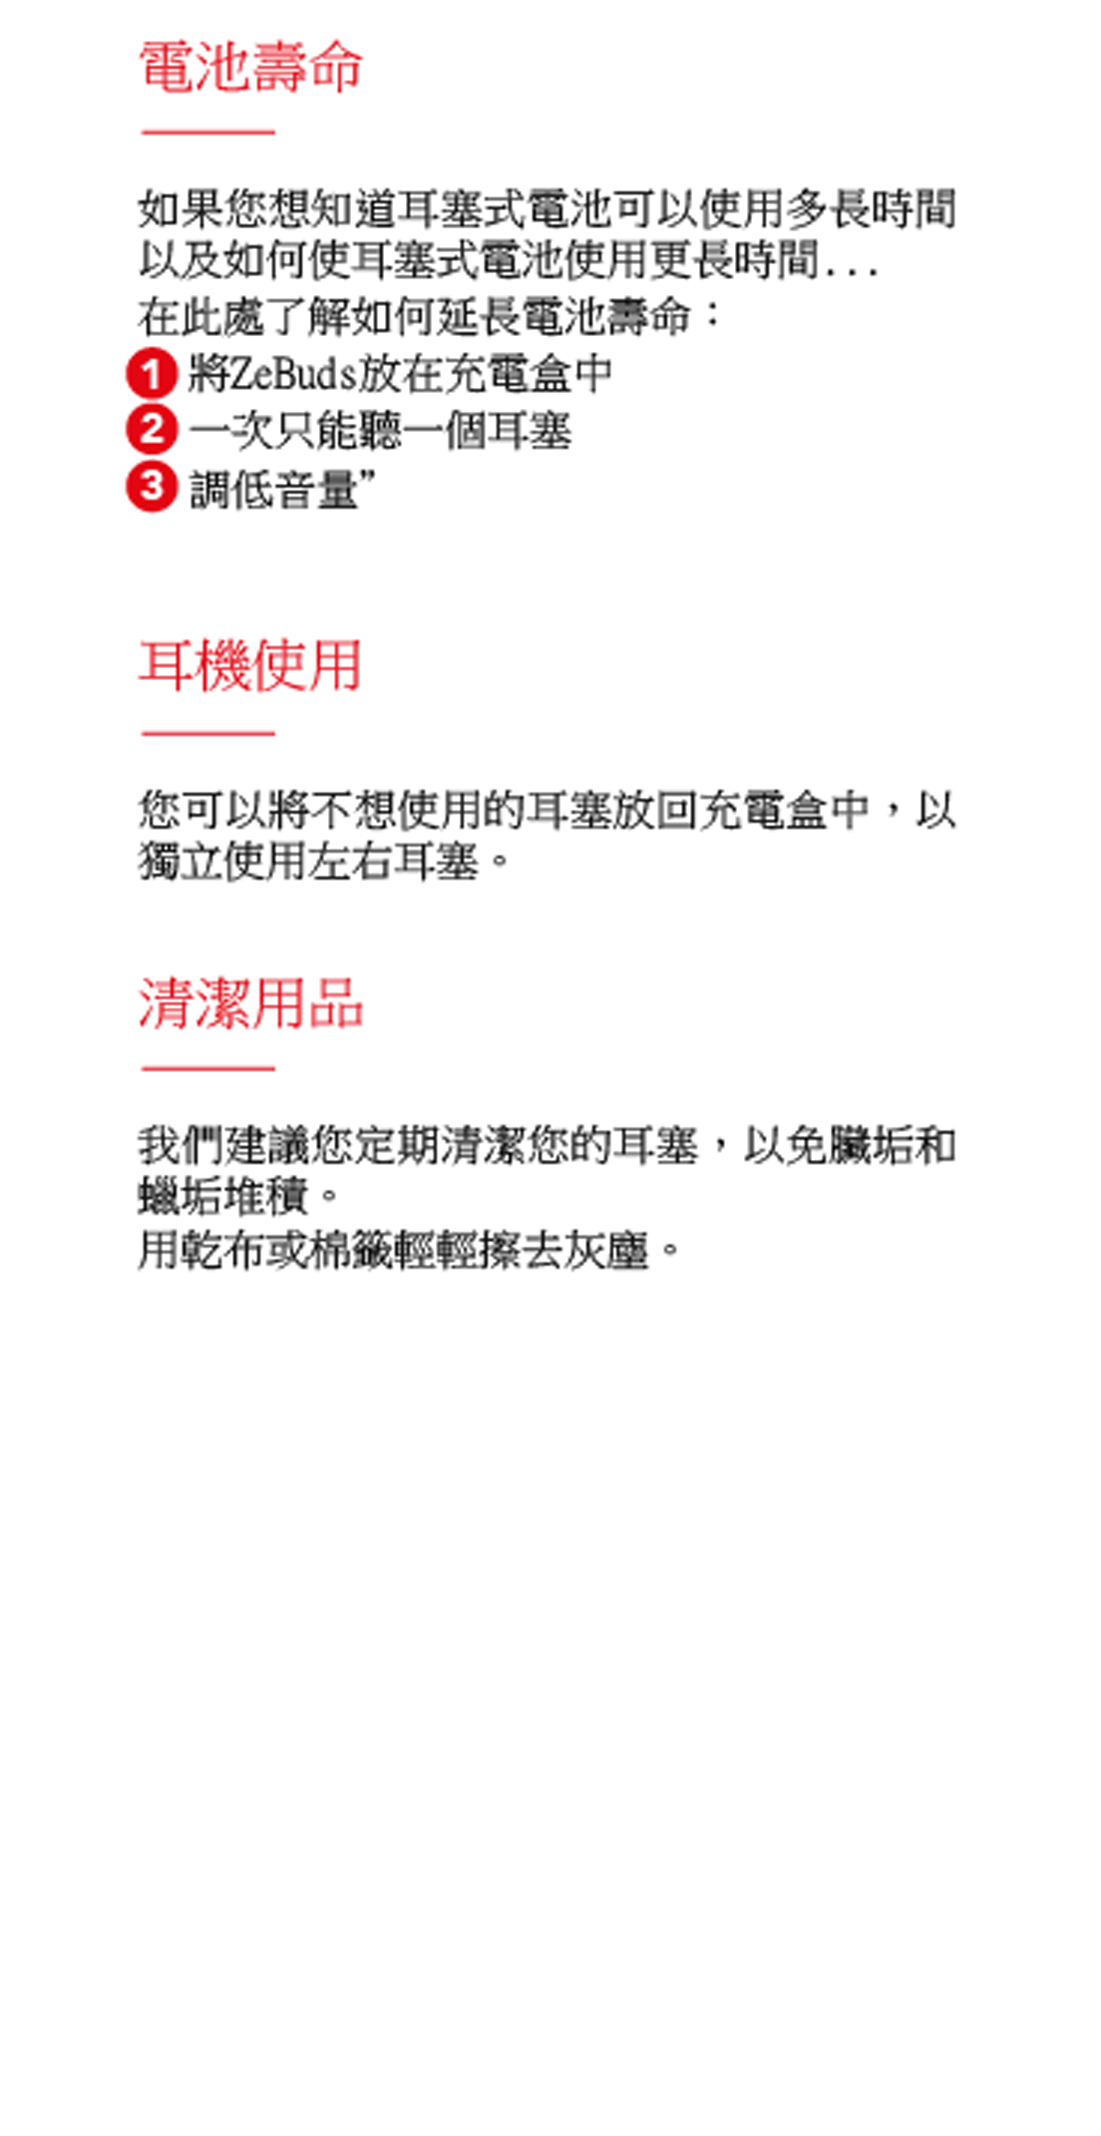 電池壽命
如果您想知道耳塞式電池可以使用多長時間
以及如何使耳塞式電池使用更長時間...
在此處了解如何延長電池壽命：
1 將ZeBuds放在充電盒中
2 一次只能聽一個耳塞
3 調低音量”
耳機使用
您可以將不想使用的耳塞放回充電盒中，以
獨立使用左右耳塞。
清潔用品
我們建議您定期清潔您的耳塞，以免臟垢和
蠟垢堆積。
用乾布或棉籤輕輕擦去灰塵。